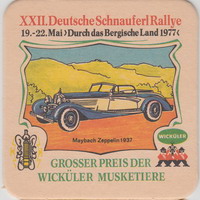 XXII. Deutsche Schnauferl Rallye
19.-22. Mai >Durch das Bergische Land 1977<
Maybach Zeppelin 1937
WICKÜLER
GROSSER PREIS DER
WICKÜLER MUSKETIERE